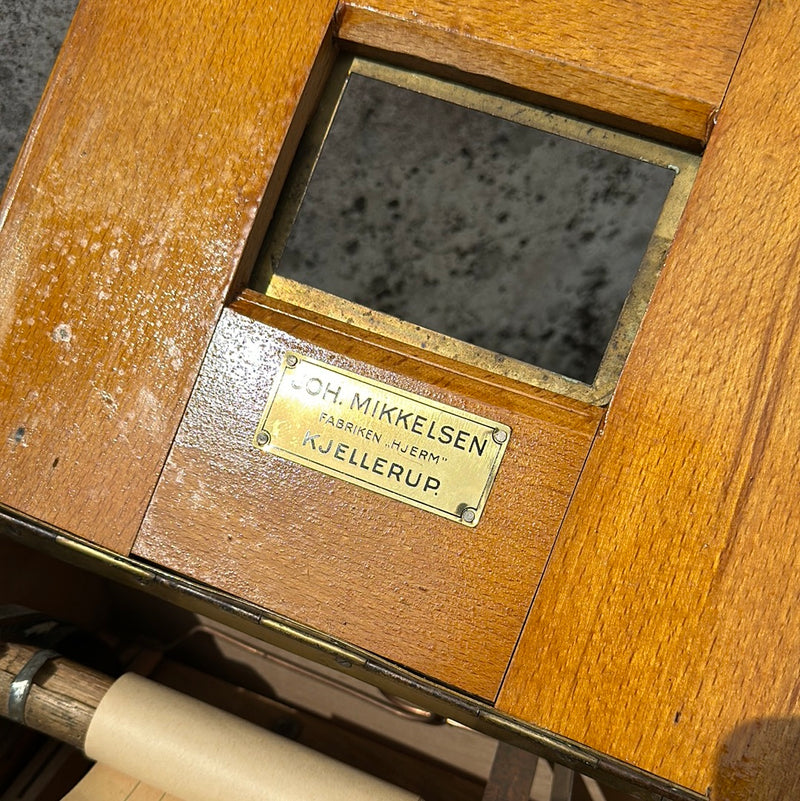 JOH. MIKKELSEN
FABRIKEN „HJERM"
KJELLERUP.